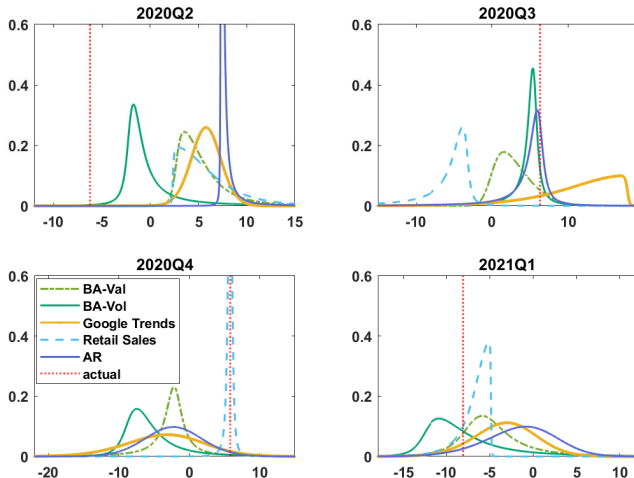 2020Q2
0.6
0.4
0.2
0
-10 -5 0 5 10 15
2020Q3
0.6
0.4
0.2
0
-10 0 10
2020Q4
0.6
0.4
0.2
0
BA-Val
BA-Vol
Google Trends
Retail Sales
AR
actual
-20 -10 0 10
2021Q1
0.6
0.4
0.2
0
-15 -10 -5 0 5 10